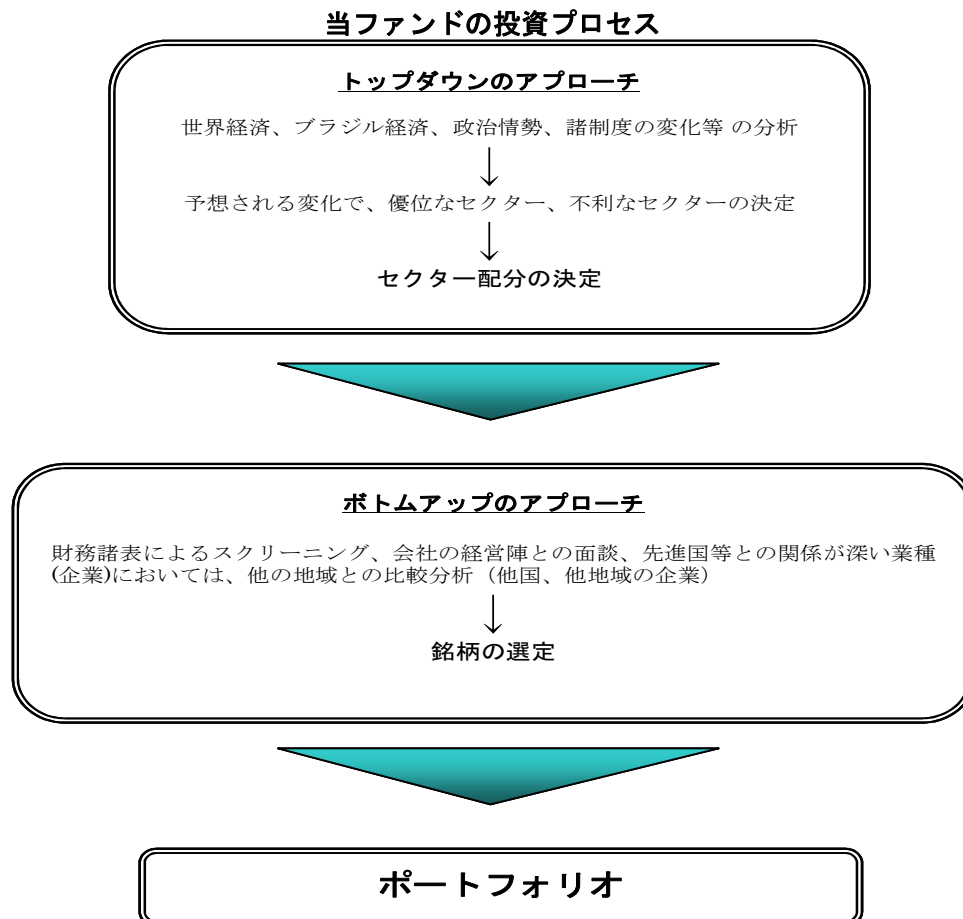 当ファンドの投資プロセス
トップダウンのアプローチ
世界経済、ブラジル経済、政治情勢、諸制度の変化等 の分析
↓
予想される変化で、優位なセクター、不利なセクターの決定
↓
セクター配分の決定
ボトムアップのアプローチ
財務諸表によるスクリーニング、会社の経営陣との面談、先進国等との関係が深い業種
(企業)においては、他の地域との比較分析（他国、他地域の企業）
↓
銘柄の選定
ポートフォリオ